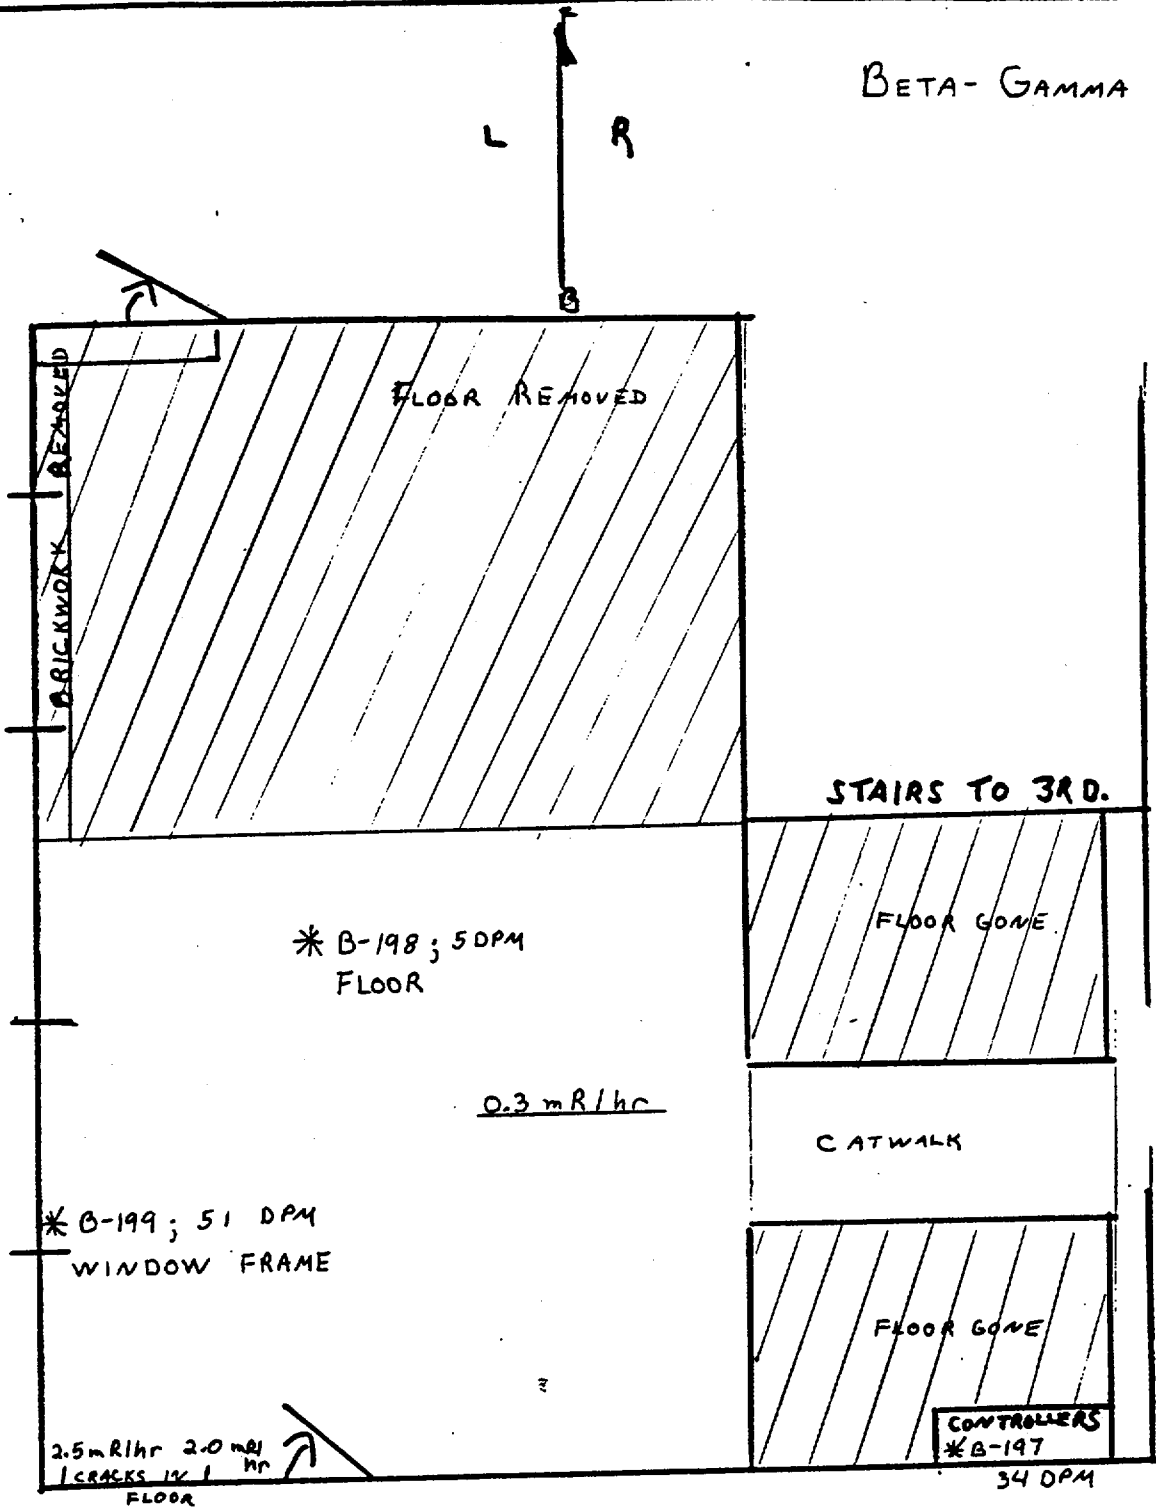 F
BETA- GAMMA
L R
B
FLOOR REMOVED
BRICKWORK REMOVED
STAIRS TO 3RD.
FLOOR GONE
* B-198; 5 DPM
FLOOR
0.3 mR/hr
CATWALK
* B-199; 51 DPM
WINDOW FRAME
FLOOR GONE
CONTROLLERS
* B-197
34 DPM
2.5 mR/hr 2.0 mR/
hr
CRACKS IN
FLOOR